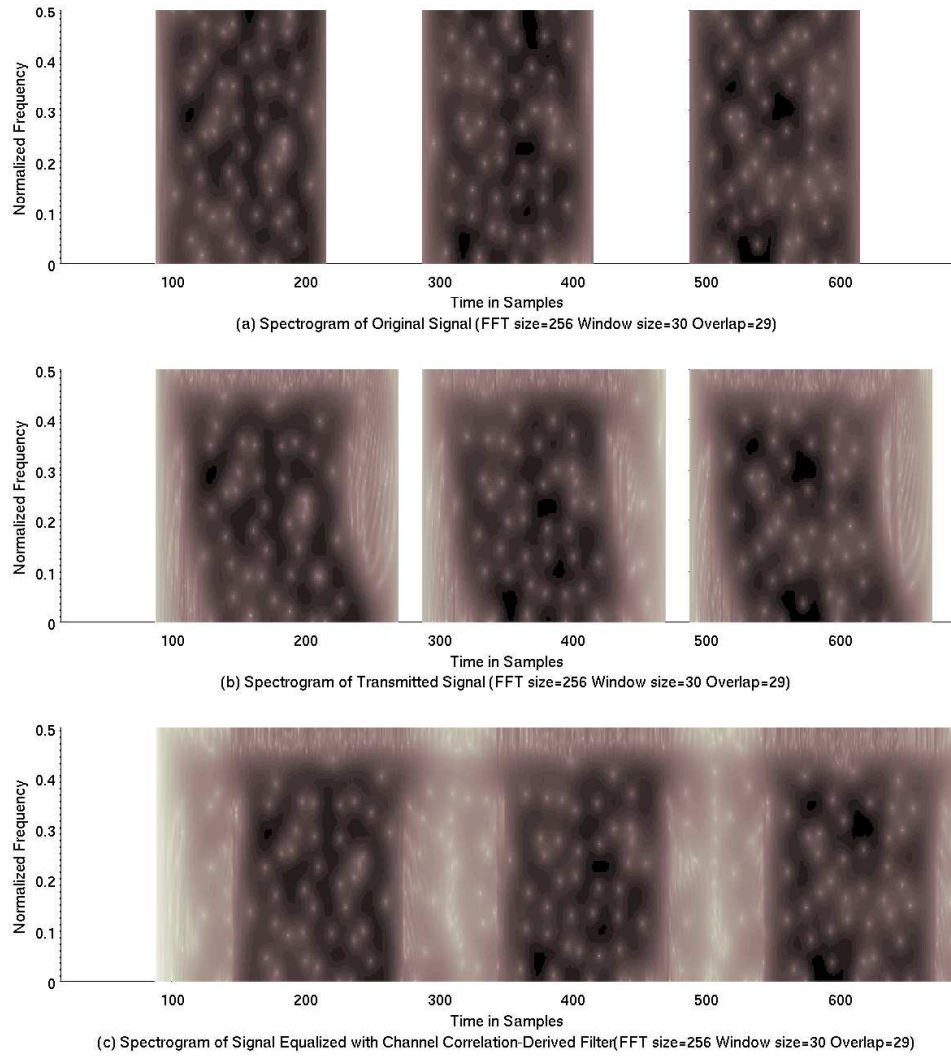 0.5
0.4
0.3
0.2
0.1
0
Normalized Frequency
100 200 300 400 500 600
Time in Samples
(a) Spectrogram of Original Signal (FFT size=256 Window size=30 Overlap=29)
0.5
0.4
0.3
0.2
0.1
0
Normalized Frequency
100 200 300 400 500 600
Time in Samples
(b) Spectrogram of Transmitted Signal (FFT size=256 Window size=30 Overlap=29)
0.5
0.4
0.3
0.2
0.1
0
Normalized Frequency
100 200 300 400 500 600
Time in Samples
(c) Spectrogram of Signal Equalized with Channel Correlation-Derived Filter(FFT size=256 Window size=30 Overlap=29)